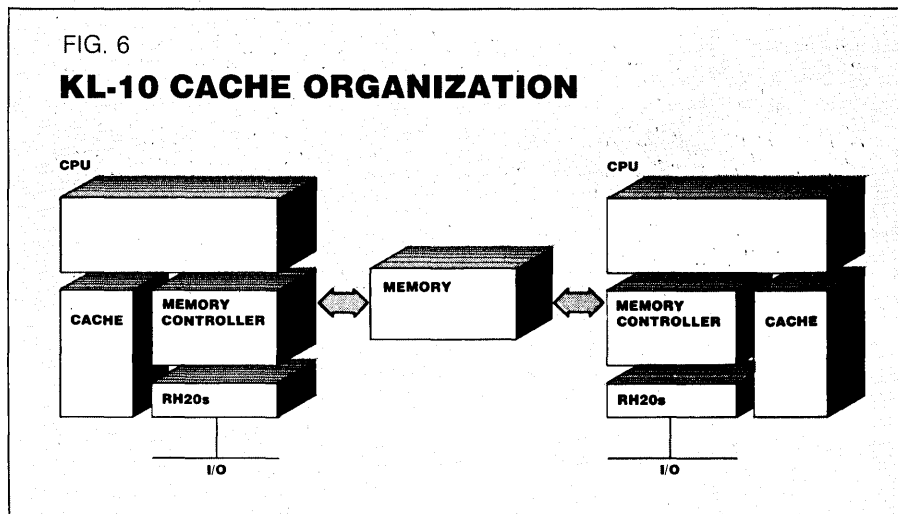 FIG. 6
KL-10 CACHE ORGANIZATION
CPU
CACHE
MEMORY
CONTROLLER
RH20s
I/O
MEMORY
CPU
MEMORY
CONTROLLER
CACHE
RH20s
I/O